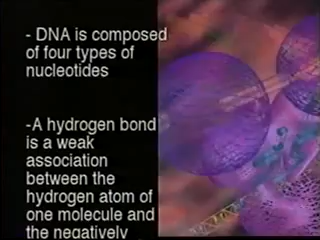 - DNA is composed
of four types of
nucleotides
-A hydrogen bond
is a weak
association
between the
hydrogen atom of
one molecule and
the negatively